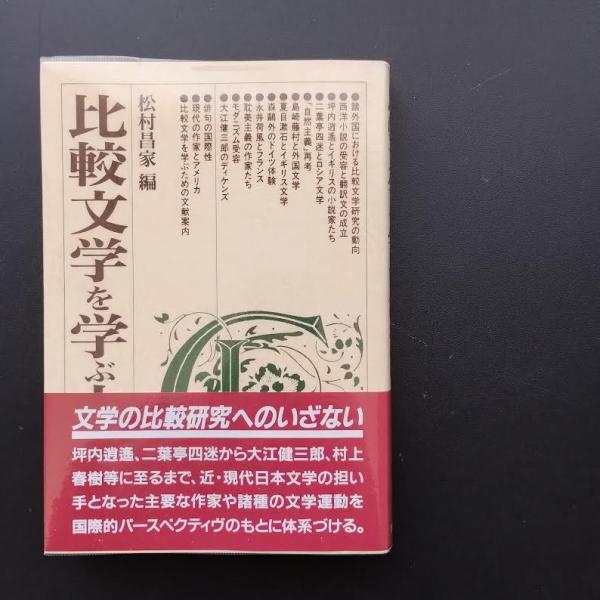 ●諸外国における比較文学研究の動向
●西洋小説の受容と翻訳文の成立
●坪内逍遙とイギリスの小説家たち
●二葉亭四迷とロシア文学
●「自然主義」再考
●島崎藤村と外国文学
●夏目漱石とイギリス文学
●森鷗外のドイツ体験
●永井荷風とフランス
●耽美主義の作家たち
●モダニズム受容
●大江健三郎のディケンズ
●俳句の国際性
●現代の作家とアメリカ
●比較文学を学ぶための文献案内
松村昌家 編
比較文学を学ぶ
文学の比較研究へのいざない
坪内逍遙、二葉亭四迷から大江健三郎、村上
春樹等に至るまで、近・現代日本文学の担い
手となった主要な作家や諸種の文学運動を
国際的パースペクティヴのもとに体系づける。